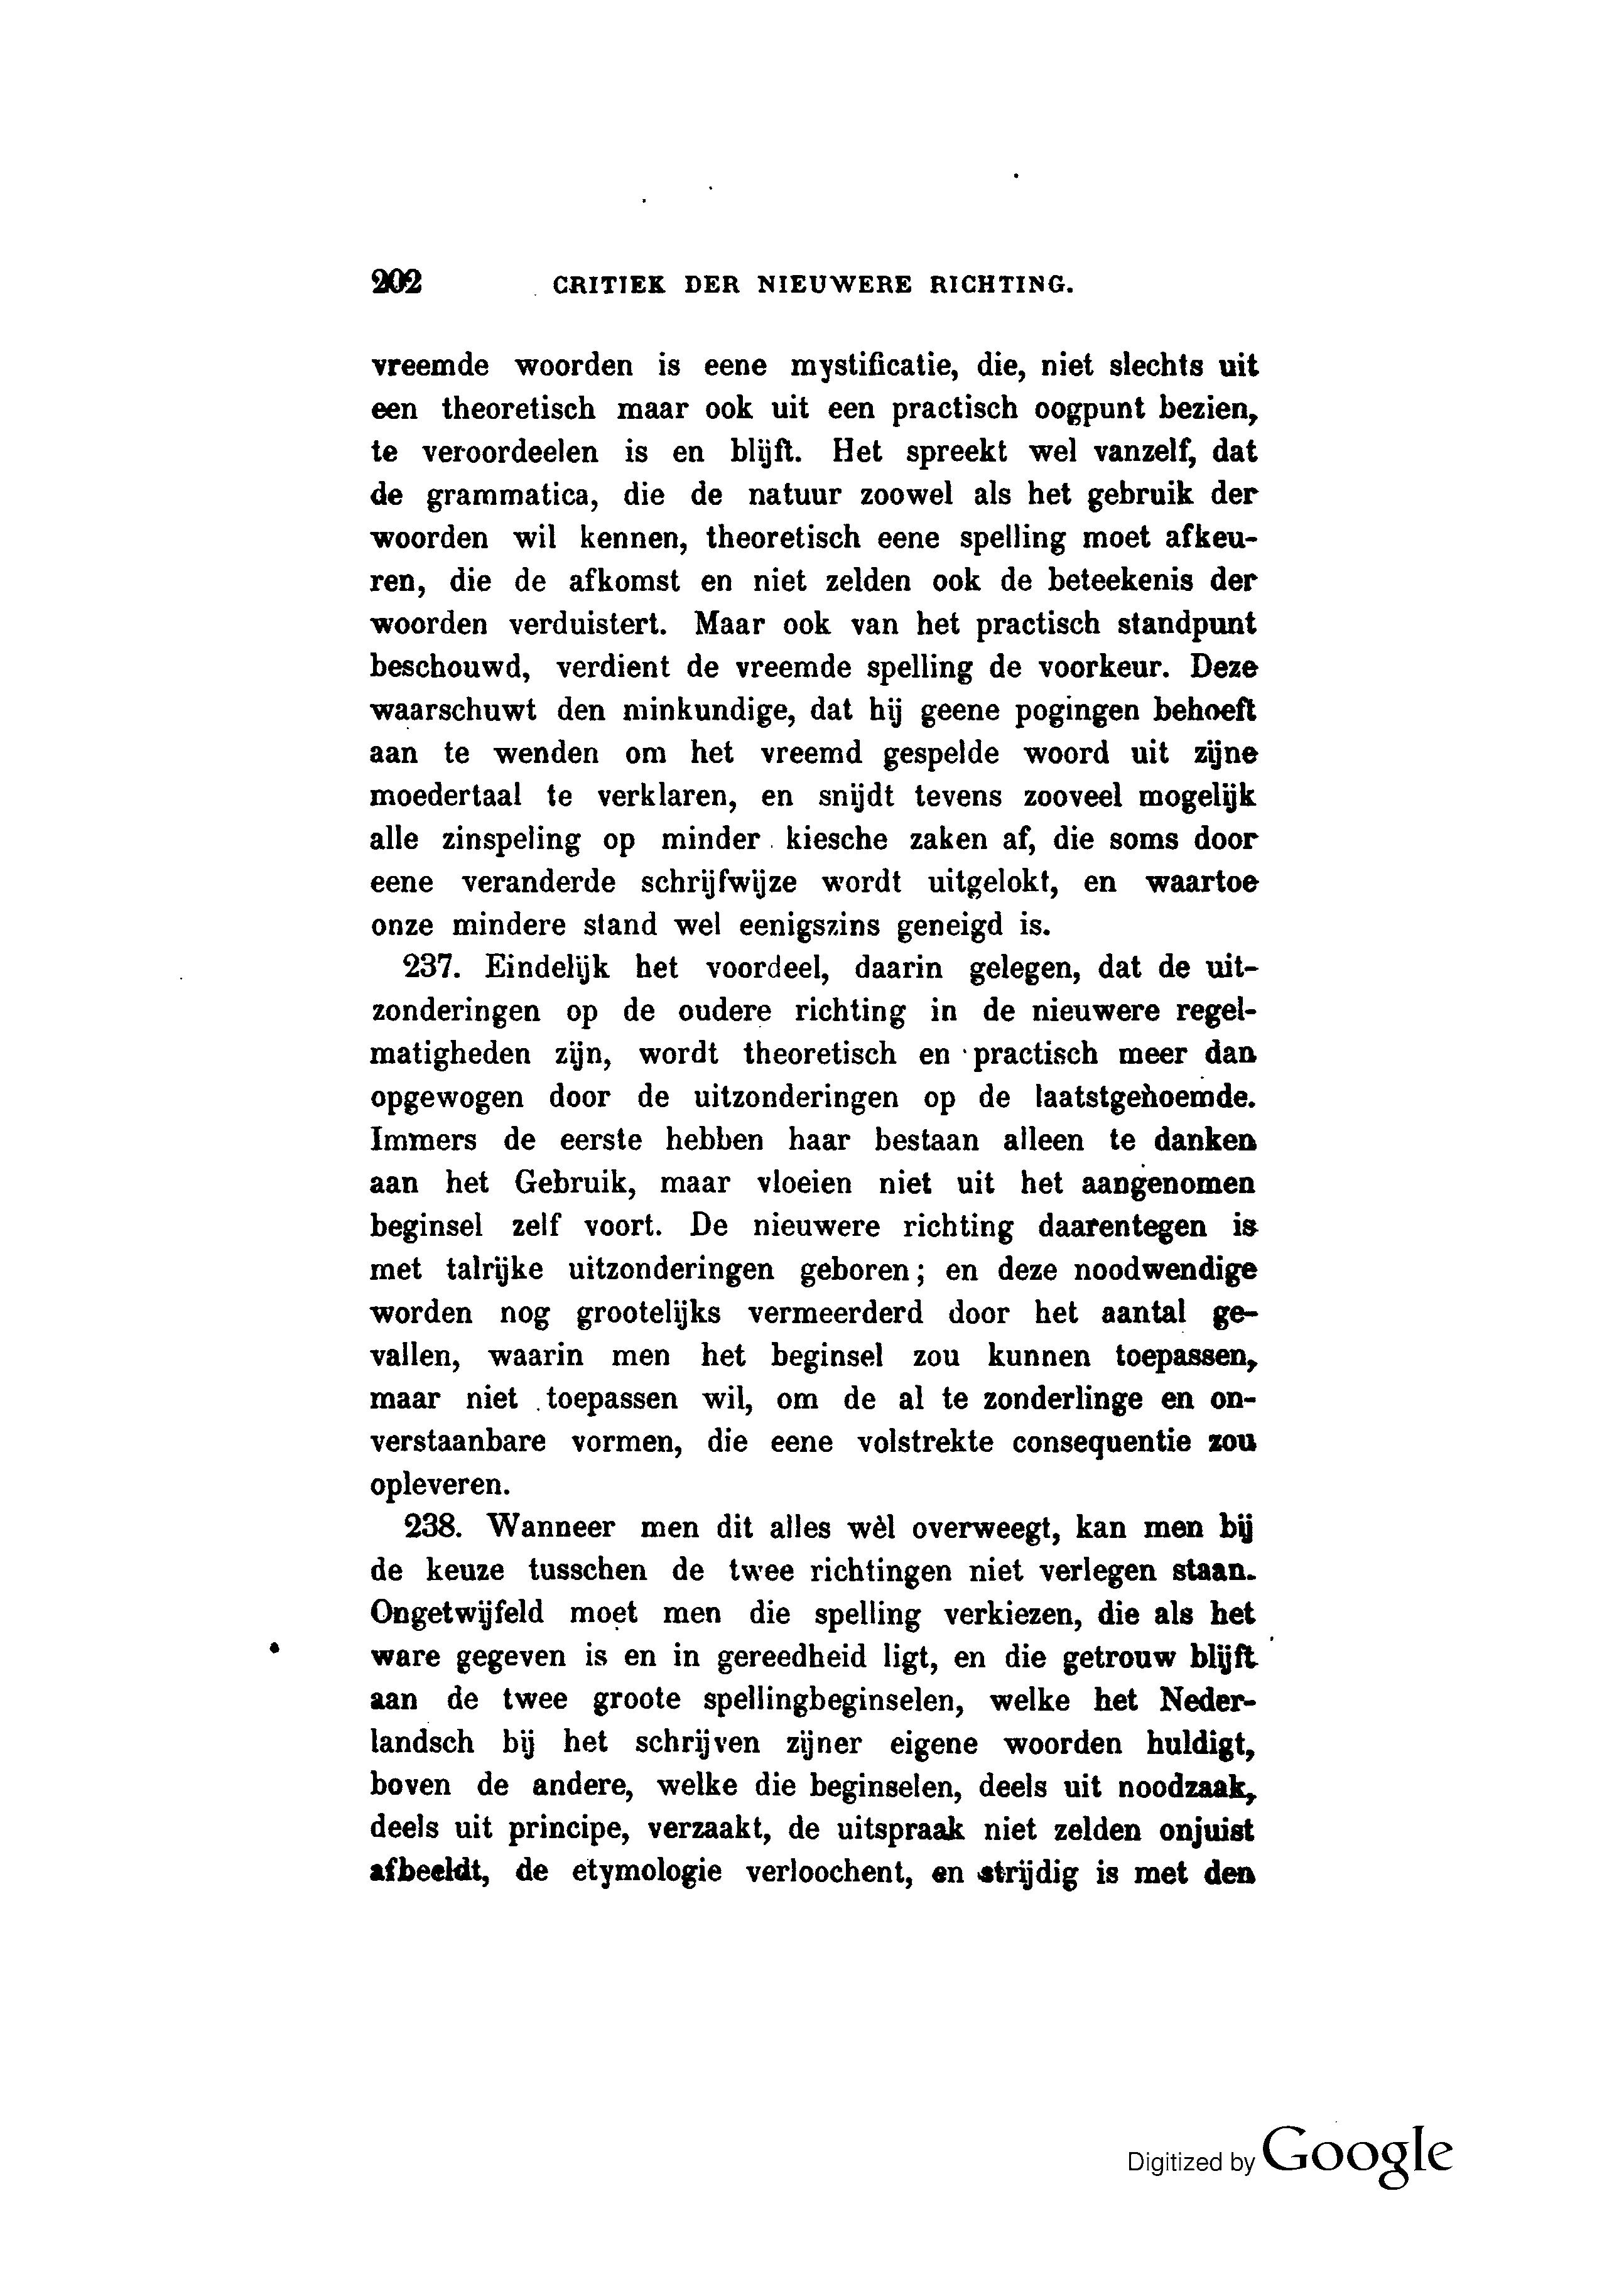 202 CRITIEK DER NIEUWERE RICHTING.
vreemde woorden is eene mystificatie, die, niet slechts uit
een theoretisch maar ook uit een practisch oogpunt bezien,
te veroordeelen is en blijft. Het spreekt wel vanzelf, dat
de grammatica, die de natuur zoowel als het gebruik der
woorden wil kennen, theoretisch eene spelling moet afkeu-
ren, die de afkomst en niet zelden ook de beteekenis der
woorden verduistert. Maar ook van het practisch standpunt
beschouwd, verdient de vreemde spelling de voorkeur. Deze
waarschuwt den minkundige, dat hij geene pogingen behoeft
aan te wenden om het vreemd gespelde woord uit zijne
moedertaal te verklaren, en snijdt tevens zooveel mogelijk
alle zinspeling op minder kiesche zaken af, die soms door
eene veranderde schrijfwijze wordt uitgelokt, en waartoe
onze mindere stand wel eenigszins geneigd is.
237. Eindelijk het voordeel, daarin gelegen, dat de uit-
zonderingen op de oudere richting in de nieuwere regel-
matigheden zijn, wordt theoretisch en practisch meer dan
opgewogen door de uitzonderingen op de laatstgenoemde.
Immers de eerste hebben haar bestaan alleen te danken
aan het Gebruik, maar vloeien niet uit het aangenomen
beginsel zelf voort. De nieuwere richting daarentegen is
met talrijke uitzonderingen geboren; en deze noodwendige
worden nog grootelijks vermeerderd door het aantal ge-
vallen, waarin men het beginsel zou kunnen toepassen,
maar niet toepassen wil, om de al te zonderlinge en on-
verstaanbare vormen, die eene volstrekte consequentie zou
opleveren.
238. Wanneer men dit alles wèl overweegt, kan men bij
de keuze tusschen de twee richtingen niet verlegen staan.
Ongetwijfeld moet men die spelling verkiezen, die als het
ware gegeven is en in gereedheid ligt, en die getrouw blijft
aan de twee groote spellingbeginselen, welke het Neder-
landsch bij het schrijven zijner eigene woorden huldigt,
boven de andere, welke die beginselen, deels uit noodzaak,
deels uit principe, verzaakt, de uitspraak niet zelden onjuist
afbeeldt, de etymologie verloochent, en strijdig is met den
Digitized by Google